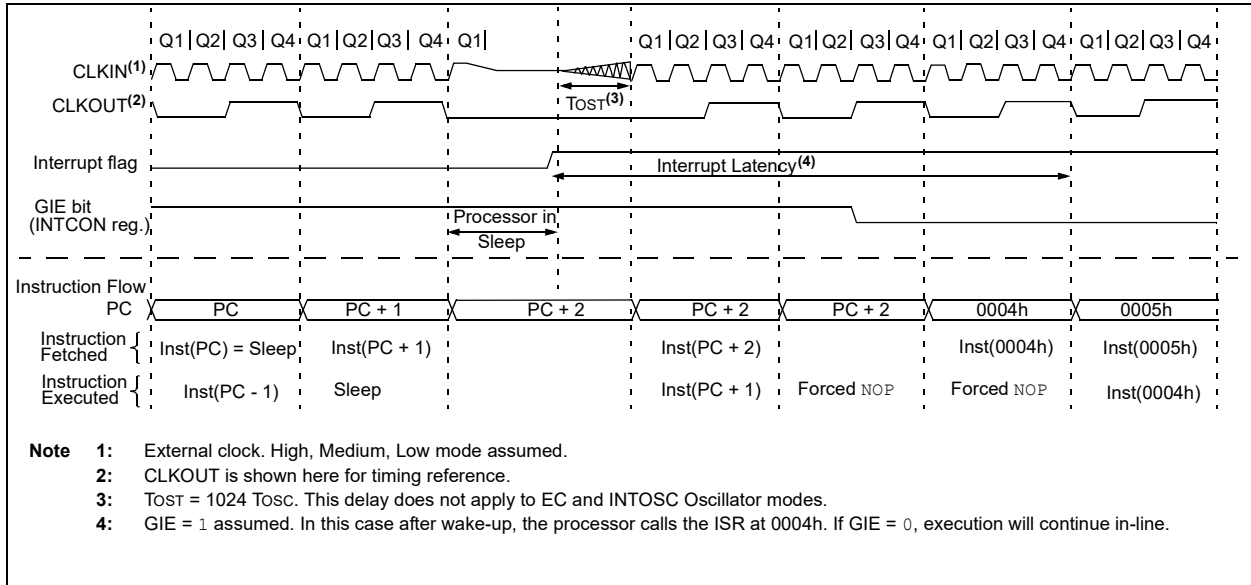 Q1 Q2 Q3 Q4 Q1 Q2 Q3 Q4 Q1 Q1 Q2 Q3 Q4 Q1 Q2 Q3 Q4 Q1 Q2 Q3 Q4 Q1 Q2 Q3 Q4
CLKIN(1)
CLKOUT(2)
TOST(3)
Interrupt flag
Interrupt Latency(4)
GIE bit
(INTCON reg.)
Processor in
Sleep
Instruction Flow
PC PC PC + 1 PC + 2 PC + 2 PC + 2 0004h 0005h
Instruction
Fetched
Inst(PC) = Sleep Inst(PC + 1) Inst(PC + 2) Inst(0004h) Inst(0005h)
Instruction
Executed
Inst(PC - 1) Sleep Inst(PC + 1) Forced NOP Forced NOP Inst(0004h)
Note 1: External clock. High, Medium, Low mode assumed.
2: CLKOUT is shown here for timing reference.
3: TOST = 1024 TOSC. This delay does not apply to EC and INTOSC Oscillator modes.
4: GIE = 1 assumed. In this case after wake-up, the processor calls the ISR at 0004h. If GIE = 0, execution will continue in-line.